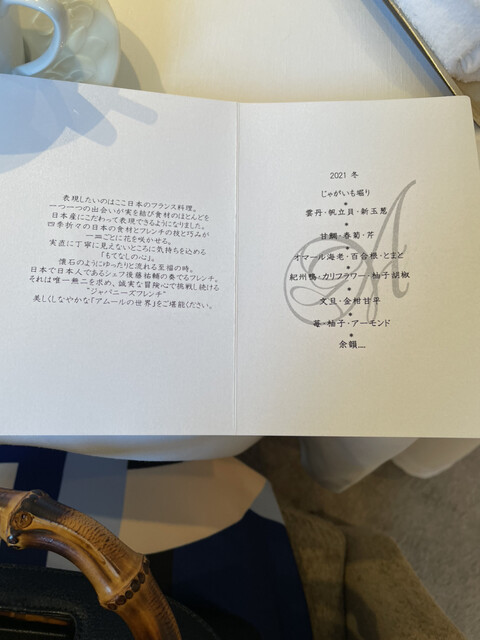 表現したいのはここ日本のフランス料理。
一つ一つの出会いが実を結び食材のほとんどを
日本産にこだわって表現できるようになりました。
四季折々の日本の食材とフレンチの技と巧みが
一皿ごとに花を咲かせる。
実直に丁寧に見えないところに気持ちを込める
「もてなしの心」。
懐石のようにゆったりと流れる至福の時。
日本で日本人であるシェフ後藤祐輔の奏でるフレンチ。
それは唯一無二を求め、誠実な冒険心で挑戦し続ける
“ジャパニーズフレンチ”
美しくしなやかな「アムールの世界」をご堪能ください。
2021 冬
じゃがいも掘り
雲丹・帆立貝・新玉葱
甘鯛・春菊・芹
オマール海老・百合根・とまと
紀州鴨・カリフラワー・柚子胡椒
文旦・金柑甘平
苺・柚子・アーモンド
余韻...
A